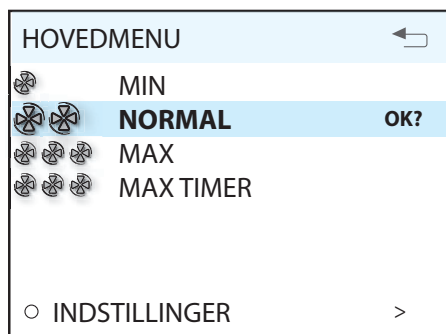 HOVEDMENU
MIN
NORMAL OK?
MAX
MAX TIMER
INDSTILLINGER >